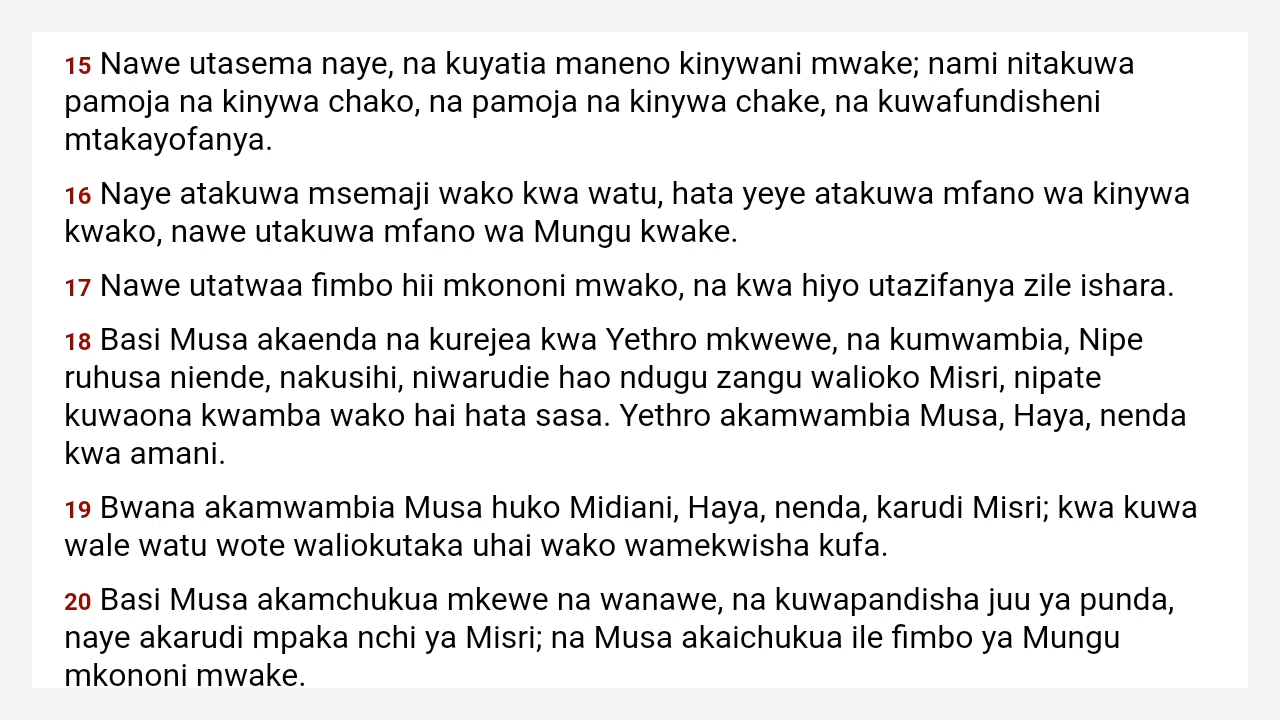 15 Nawe utasema naye, na kuyatia maneno kinywani mwake; nami nitakuwa
pamoja na kinywa chako, na pamoja na kinywa chake, na kuwafundisheni
mtakayofanya.
16 Naye atakuwa msemaji wako kwa watu, hata yeye atakuwa mfano wa kinywa
kwako, nawe utakuwa mfano wa Mungu kwake.
17 Nawe utatwaa fimbo hii mkononi mwako, na kwa hiyo utazifanya zile ishara.
18 Basi Musa akaenda na kurejea kwa Yethro mkwewe, na kumwambia, Nipe
ruhusa niende, nakusihi, niwarudie hao ndugu zangu walioko Misri, nipate
kuwaona kwamba wako hai hata sasa. Yethro akamwambia Musa, Haya, nenda
kwa amani.
19 Bwana akamwambia Musa huko Midiani, Haya, nenda, karudi Misri; kwa kuwa
wale watu wote waliokutaka uhai wako wamekwisha kufa.
20 Basi Musa akamchukua mkewe na wanawe, na kuwapandisha juu ya punda,
naye akarudi mpaka nchi ya Misri; na Musa akaichukua ile fimbo ya Mungu
mkononi mwake.